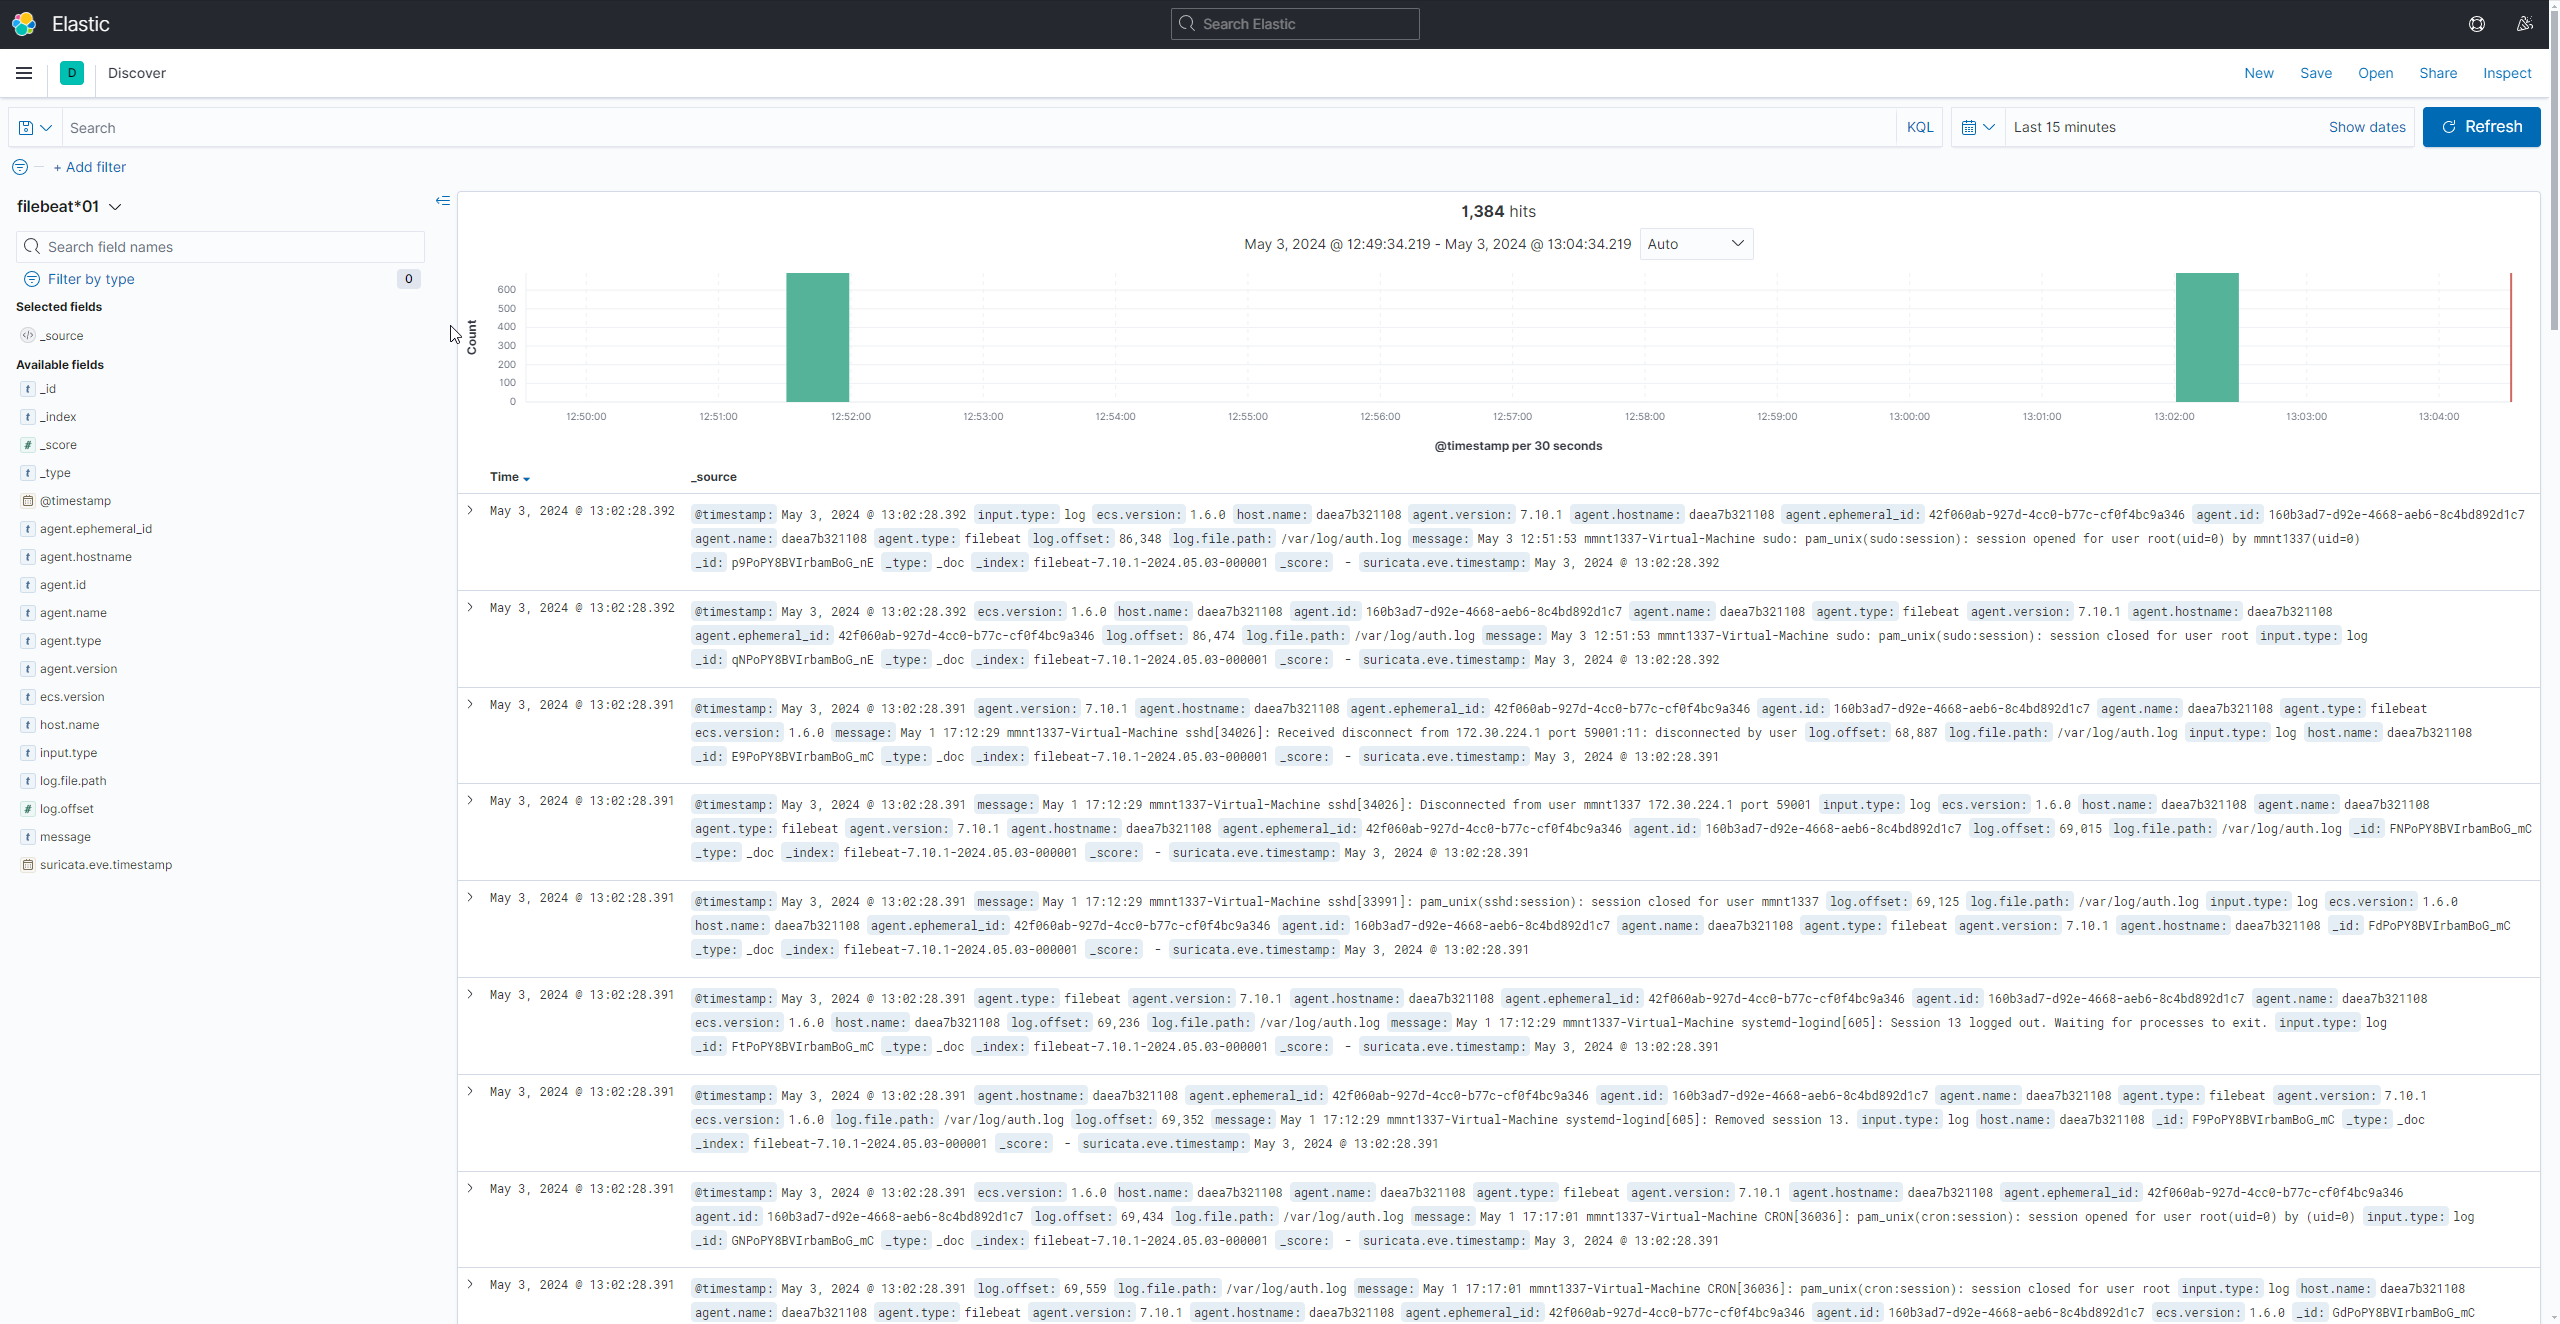 Elastic
Search Elastic
D Discover
New Save Open Share Inspect
Search KQL Last 15 minutes Show dates Refresh
+ Add filter
filebeat*01
Search field names
Filter by type 0
Selected fields
_source
Available fields
t _id
t _index
# _score
t _type
@timestamp
t agent.ephemeral_id
t agent.hostname
t agent.id
t agent.name
t agent.type
t agent.version
t ecs.version
t host.name
t input.type
t log.file.path
# log.offset
t message
suricata.eve.timestamp
1,384 hits
May 3, 2024 @ 12:49:34.219 - May 3, 2024 @ 13:04:34.219 Auto
Count
600
500
400
300
200
100
0
12:50:00 12:51:00 12:52:00 12:53:00 12:54:00 12:55:00 12:56:00 12:57:00 12:58:00 12:59:00 13:00:00 13:01:00 13:02:00 13:03:00 13:04:00
@timestamp per 30 seconds
Time _source
May 3, 2024 @ 13:02:28.392 @timestamp: May 3, 2024 @ 13:02:28.392 input.type: log ecs.version: 1.6.0 host.name: daea7b321108 agent.version: 7.10.1 agent.hostname: daea7b321108 agent.ephemeral_id: 42f060ab-927d-4cc0-b77c-cf0f4bc9a346 agent.id: 160b3ad7-d92e-4668-aeb6-8c4bd892d1c7
agent.name: daea7b321108 agent.type: filebeat log.offset: 86,348 log.file.path: /var/log/auth.log message: May 3 12:51:53 mmnt1337-Virtual-Machine sudo: pam_unix(sudo:session): session opened for user root(uid=0) by mmnt1337(uid=0)
_id: p9PoPY8BVIrbamBoG_nE _type: _doc _index: filebeat-7.10.1-2024.05.03-000001 _score: - suricata.eve.timestamp: May 3, 2024 @ 13:02:28.392
May 3, 2024 @ 13:02:28.392 @timestamp: May 3, 2024 @ 13:02:28.392 ecs.version: 1.6.0 host.name: daea7b321108 agent.id: 160b3ad7-d92e-4668-aeb6-8c4bd892d1c7 agent.name: daea7b321108 agent.type: filebeat agent.version: 7.10.1 agent.hostname: daea7b321108
agent.ephemeral_id: 42f060ab-927d-4cc0-b77c-cf0f4bc9a346 log.offset: 86,474 log.file.path: /var/log/auth.log message: May 3 12:51:53 mmnt1337-Virtual-Machine sudo: pam_unix(sudo:session): session closed for user root input.type: log
_id: qNPoPY8BVIrbamBoG_nE _type: _doc _index: filebeat-7.10.1-2024.05.03-000001 _score: - suricata.eve.timestamp: May 3, 2024 @ 13:02:28.392
May 3, 2024 @ 13:02:28.391 @timestamp: May 3, 2024 @ 13:02:28.391 agent.version: 7.10.1 agent.hostname: daea7b321108 agent.ephemeral_id: 42f060ab-927d-4cc0-b77c-cf0f4bc9a346 agent.id: 160b3ad7-d92e-4668-aeb6-8c4bd892d1c7 agent.name: daea7b321108 agent.type: filebeat
ecs.version: 1.6.0 message: May 1 17:12:29 mmnt1337-Virtual-Machine sshd[34026]: Received disconnect from 172.30.224.1 port 59001:11: disconnected by user log.offset: 68,887 log.file.path: /var/log/auth.log input.type: log host.name: daea7b321108
_id: E9PoPY8BVIrbamBoG_mC _type: _doc _index: filebeat-7.10.1-2024.05.03-000001 _score: - suricata.eve.timestamp: May 3, 2024 @ 13:02:28.391
May 3, 2024 @ 13:02:28.391 @timestamp: May 3, 2024 @ 13:02:28.391 message: May 1 17:12:29 mmnt1337-Virtual-Machine sshd[34026]: Disconnected from user mmnt1337 172.30.224.1 port 59001 input.type: log ecs.version: 1.6.0 host.name: daea7b321108 agent.name: daea7b321108
agent.type: filebeat agent.version: 7.10.1 agent.hostname: daea7b321108 agent.ephemeral_id: 42f060ab-927d-4cc0-b77c-cf0f4bc9a346 agent.id: 160b3ad7-d92e-4668-aeb6-8c4bd892d1c7 log.offset: 69,015 log.file.path: /var/log/auth.log _id: FNPoPY8BVIrbamBoG_mC
_type: _doc _index: filebeat-7.10.1-2024.05.03-000001 _score: - suricata.eve.timestamp: May 3, 2024 @ 13:02:28.391
May 3, 2024 @ 13:02:28.391 @timestamp: May 3, 2024 @ 13:02:28.391 message: May 1 17:12:29 mmnt1337-Virtual-Machine sshd[33991]: pam_unix(sshd:session): session closed for user mmnt1337 log.offset: 69,125 log.file.path: /var/log/auth.log input.type: log ecs.version: 1.6.0
host.name: daea7b321108 agent.ephemeral_id: 42f060ab-927d-4cc0-b77c-cf0f4bc9a346 agent.id: 160b3ad7-d92e-4668-aeb6-8c4bd892d1c7 agent.name: daea7b321108 agent.type: filebeat agent.version: 7.10.1 agent.hostname: daea7b321108 _id: FdPoPY8BVIrbamBoG_mC
_type: _doc _index: filebeat-7.10.1-2024.05.03-000001 _score: - suricata.eve.timestamp: May 3, 2024 @ 13:02:28.391
May 3, 2024 @ 13:02:28.391 @timestamp: May 3, 2024 @ 13:02:28.391 agent.type: filebeat agent.version: 7.10.1 agent.hostname: daea7b321108 agent.ephemeral_id: 42f060ab-927d-4cc0-b77c-cf0f4bc9a346 agent.id: 160b3ad7-d92e-4668-aeb6-8c4bd892d1c7 agent.name: daea7b321108
ecs.version: 1.6.0 host.name: daea7b321108 log.offset: 69,236 log.file.path: /var/log/auth.log message: May 1 17:12:29 mmnt1337-Virtual-Machine systemd-logind[605]: Session 13 logged out. Waiting for processes to exit. input.type: log
_id: FtPoPY8BVIrbamBoG_mC _type: _doc _index: filebeat-7.10.1-2024.05.03-000001 _score: - suricata.eve.timestamp: May 3, 2024 @ 13:02:28.391
May 3, 2024 @ 13:02:28.391 @timestamp: May 3, 2024 @ 13:02:28.391 agent.hostname: daea7b321108 agent.ephemeral_id: 42f060ab-927d-4cc0-b77c-cf0f4bc9a346 agent.id: 160b3ad7-d92e-4668-aeb6-8c4bd892d1c7 agent.name: daea7b321108 agent.type: filebeat agent.version: 7.10.1
ecs.version: 1.6.0 log.file.path: /var/log/auth.log log.offset: 69,352 message: May 1 17:12:29 mmnt1337-Virtual-Machine systemd-logind[605]: Removed session 13. input.type: log host.name: daea7b321108 _id: F9PoPY8BVIrbamBoG_mC _type: _doc
_index: filebeat-7.10.1-2024.05.03-000001 _score: - suricata.eve.timestamp: May 3, 2024 @ 13:02:28.391
May 3, 2024 @ 13:02:28.391 @timestamp: May 3, 2024 @ 13:02:28.391 ecs.version: 1.6.0 host.name: daea7b321108 agent.name: daea7b321108 agent.type: filebeat agent.version: 7.10.1 agent.hostname: daea7b321108 agent.ephemeral_id: 42f060ab-927d-4cc0-b77c-cf0f4bc9a346
agent.id: 160b3ad7-d92e-4668-aeb6-8c4bd892d1c7 log.offset: 69,434 log.file.path: /var/log/auth.log message: May 1 17:17:01 mmnt1337-Virtual-Machine CRON[36036]: pam_unix(cron:session): session opened for user root(uid=0) by (uid=0) input.type: log
_id: GNPoPY8BVIrbamBoG_mC _type: _doc _index: filebeat-7.10.1-2024.05.03-000001 _score: - suricata.eve.timestamp: May 3, 2024 @ 13:02:28.391
May 3, 2024 @ 13:02:28.391 @timestamp: May 3, 2024 @ 13:02:28.391 log.offset: 69,559 log.file.path: /var/log/auth.log message: May 1 17:17:01 mmnt1337-Virtual-Machine CRON[36036]: pam_unix(cron:session): session closed for user root input.type: log host.name: daea7b321108
agent.name: daea7b321108 agent.type: filebeat agent.version: 7.10.1 agent.hostname: daea7b321108 agent.ephemeral_id: 42f060ab-927d-4cc0-b77c-cf0f4bc9a346 agent.id: 160b3ad7-d92e-4668-aeb6-8c4bd892d1c7 ecs.version: 1.6.0 _id: GdPoPY8BVIrbamBoG_mC